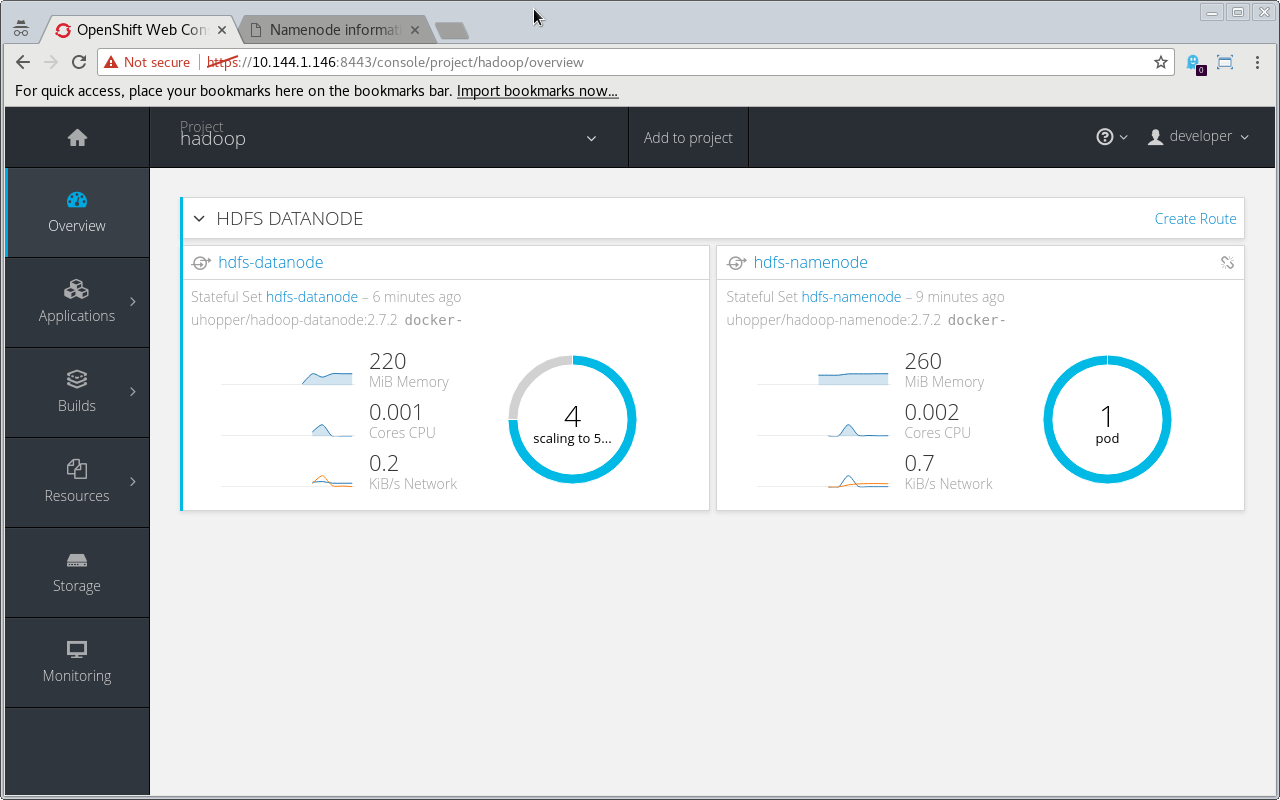 OpenShift Web Con
Namenode informati
Not secure https://10.144.1.146:8443/console/project/hadoop/overview
0
For quick access, place your bookmarks here on the bookmarks bar. Import bookmarks now...
Project
hadoop
Add to project
developer
Overview
Applications
Builds
Resources
Storage
Monitoring
HDFS DATANODE
Create Route
hdfs-datanode
Stateful Set hdfs-datanode – 6 minutes ago
uhopper/hadoop-datanode:2.7.2 docker-
220
MiB Memory
0.001
Cores CPU
0.2
KiB/s Network
4
scaling to 5...
hdfs-namenode
Stateful Set hdfs-namenode – 9 minutes ago
uhopper/hadoop-namenode:2.7.2 docker-
260
MiB Memory
0.002
Cores CPU
0.7
KiB/s Network
1
pod